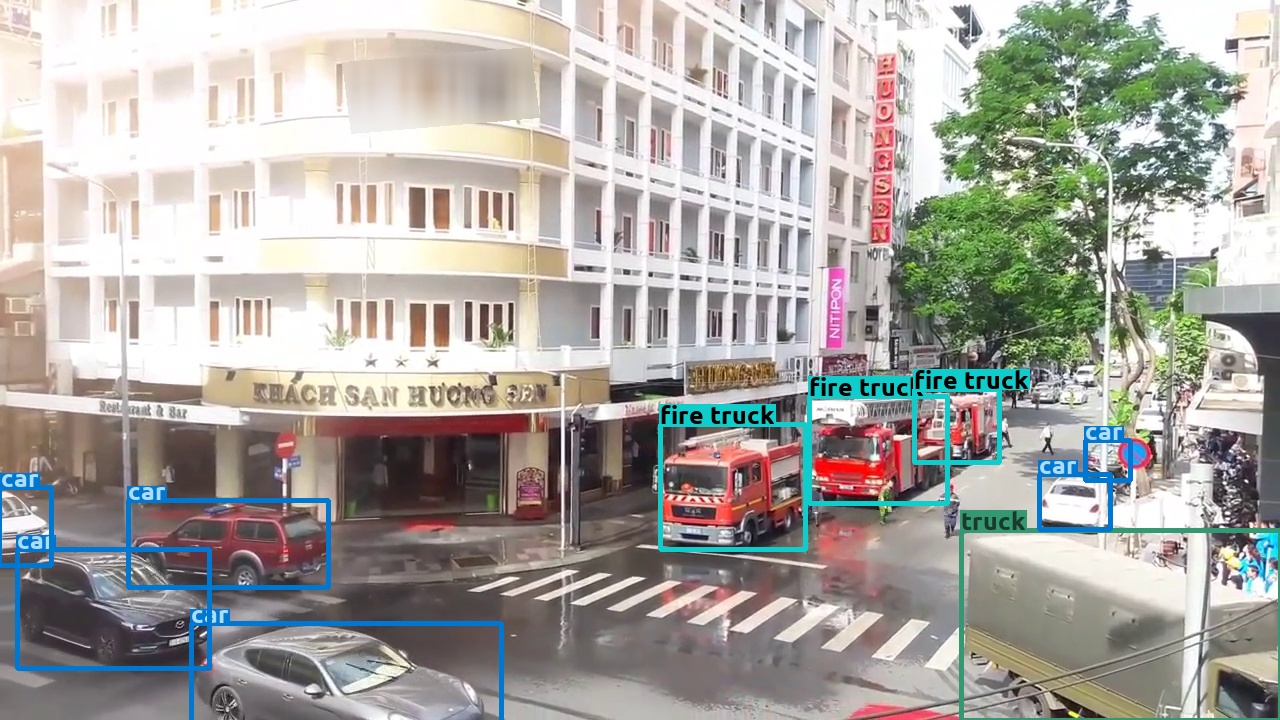 HUONGSEN
HOTEL
NITIPON
KHÁCH SẠN HƯƠNG SEN
Restaurant & Bar
fire truck
fire truck
fire truck
car
car
car
car
car
car
truck